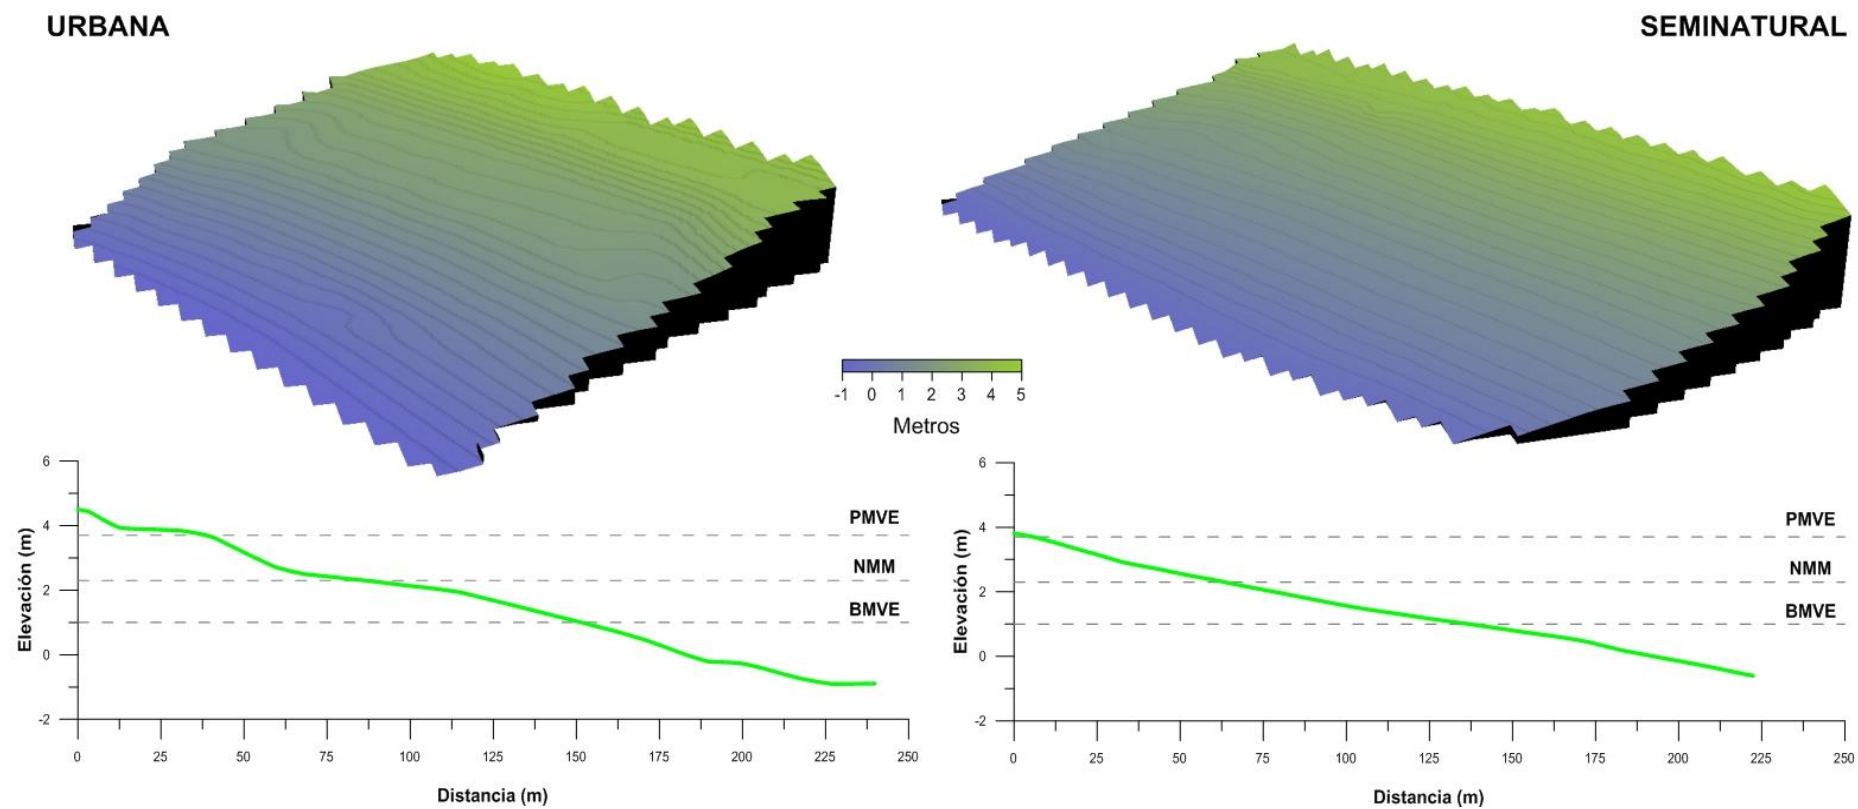 URBANA
SEMINATURAL
-1 0 1 2 3 4 5
Metros
6
4
2
0
-2
Elevación (m)
PMVE
NMM
BMVE
0 25 50 75 100 125 150 175 200 225 250
Distancia (m)
6
4
2
0
-2
Elevación (m)
PMVE
NMM
BMVE
0 25 50 75 100 125 150 175 200 225 250
Distancia (m)